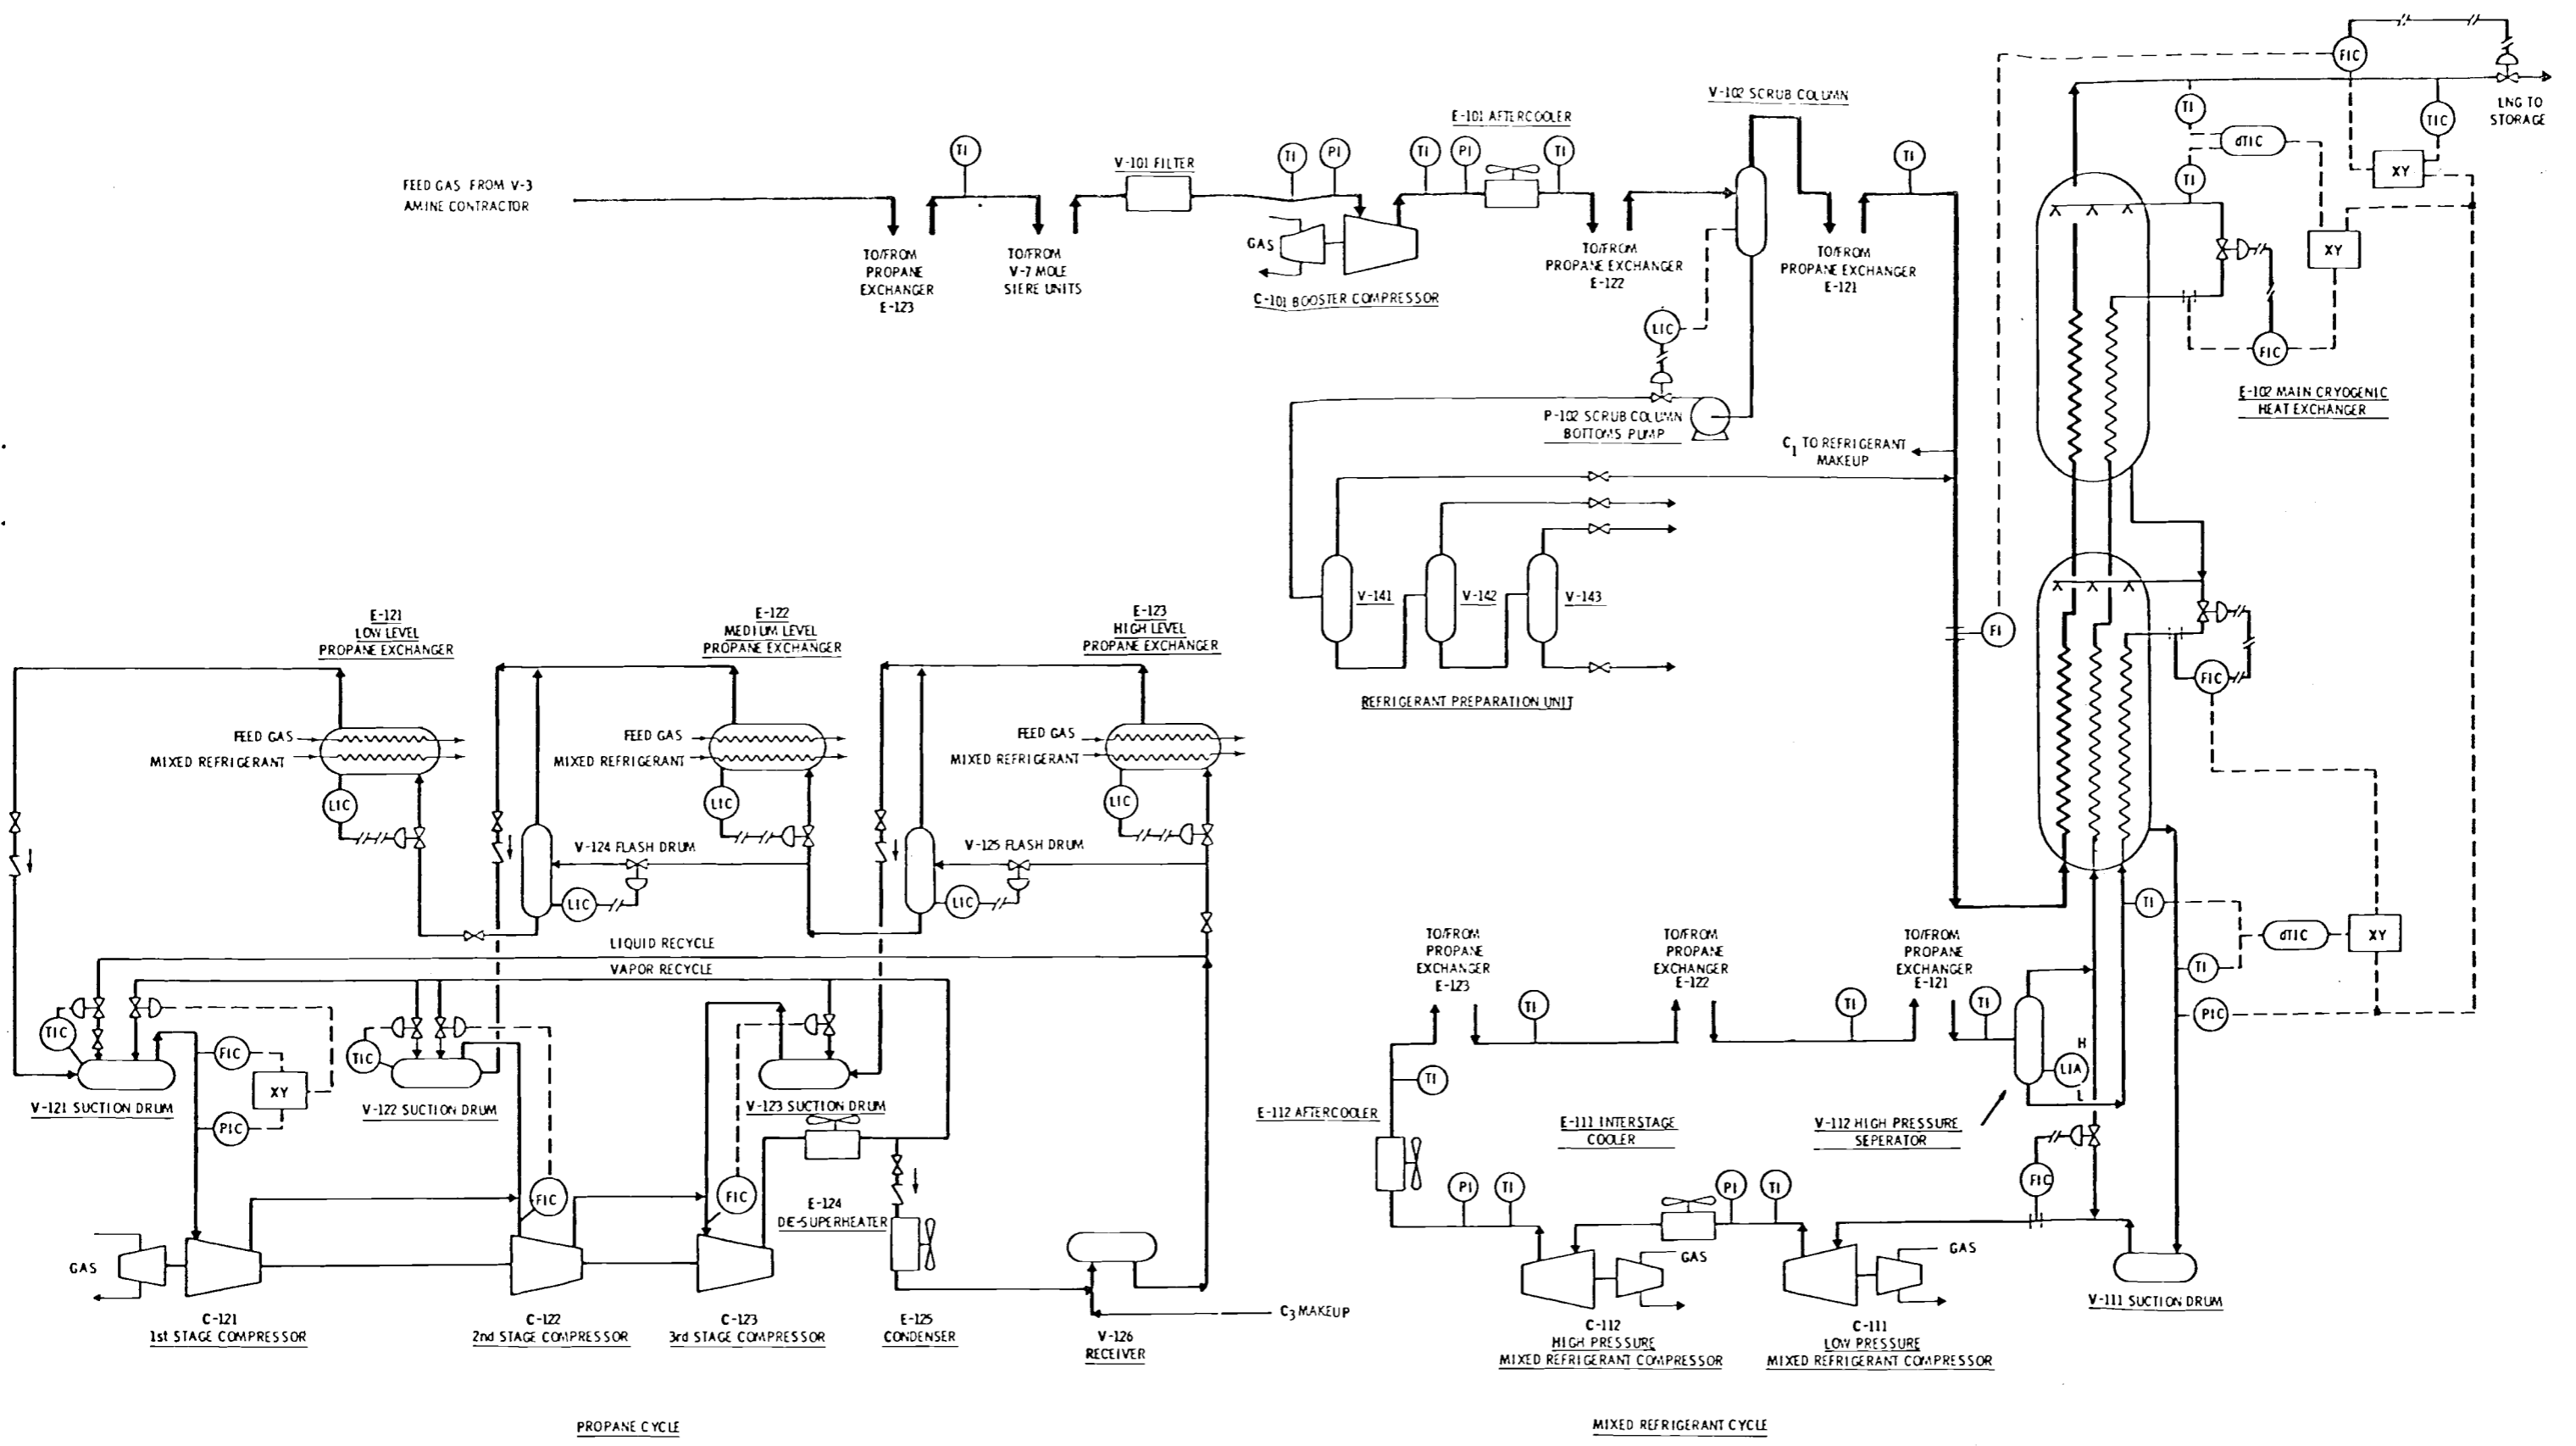 FIC
LNG TO
STORAGE
TI
TIC
dTIC
XY
TI
XY
FIC
E-102 MAIN CRYOGENIC
HEAT EXCHANGER
V-102 SCRUB COLUMN
E-101 AFTERCOOLER
TI
PI
TI
PI
TI
TI
TI
V-101 FILTER
FEED GAS FROM V-3
AMINE CONTRACTOR
GAS
C-101 BOOSTER COMPRESSOR
TO/FROM
PROPANE
EXCHANGER
E-123
TO/FROM
V-7 MOLE
SIERE UNITS
TO/FROM
PROPANE EXCHANGER
E-122
TO/FROM
PROPANE EXCHANGER
E-121
LIC
P-102 SCRUB COLUMN
BOTTOMS PUMP
C1 TO REFRIGERANT
MAKEUP
V-141
V-142
V-143
REFRIGERANT PREPARATION UNIT
FI
FIC
E-121
LOW LEVEL
PROPANE EXCHANGER
E-122
MEDIUM LEVEL
PROPANE EXCHANGER
E-123
HIGH LEVEL
PROPANE EXCHANGER
FEED GAS
MIXED REFRIGERANT
FEED GAS
MIXED REFRIGERANT
FEED GAS
MIXED REFRIGERANT
LIC
LIC
LIC
V-124 FLASH DRUM
V-125 FLASH DRUM
LIC
LIC
LIQUID RECYCLE
VAPOR RECYCLE
TIC
FIC
XY
PIC
TIC
V-121 SUCTION DRUM
V-122 SUCTION DRUM
V-123 SUCTION DRUM
FIC
FIC
E-124
DE-SUPERHEATER
GAS
C-121
1st STAGE COMPRESSOR
C-122
2nd STAGE COMPRESSOR
C-123
3rd STAGE COMPRESSOR
E-125
CONDENSER
V-126
RECEIVER
C3 MAKEUP
PROPANE CYCLE
TO/FROM
PROPANE
EXCHANGER
E-123
TO/FROM
PROPANE
EXCHANGER
E-122
TO/FROM
PROPANE
EXCHANGER
E-121
TI
TI
TI
TI
TI
dTIC
XY
TI
PIC
H
LIA
L
E-112 AFTERCOOLER
E-111 INTERSTAGE
COOLER
V-112 HIGH PRESSURE
SEPERATOR
PI
TI
PI
TI
FIC
GAS
GAS
V-111 SUCTION DRUM
C-112
HIGH PRESSURE
MIXED REFRIGERANT COMPRESSOR
C-111
LOW PRESSURE
MIXED REFRIGERANT COMPRESSOR
MIXED REFRIGERANT CYCLE